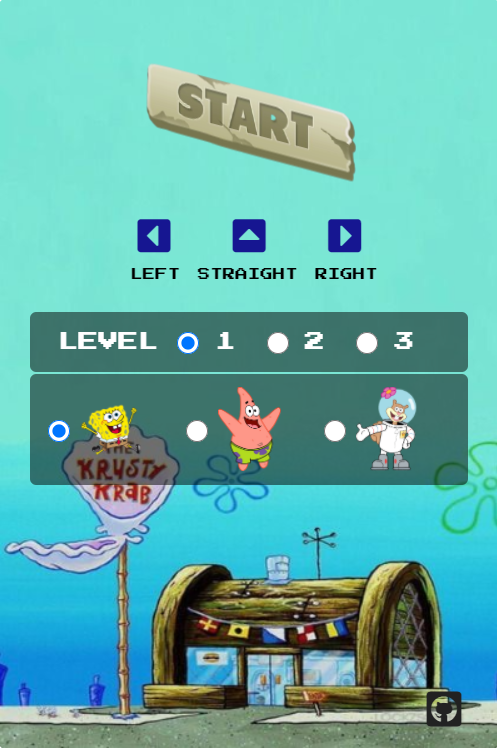 START
LEFT STRAIGHT RIGHT
LEVEL 1 2 3
THE
KRUSTY
KRAB